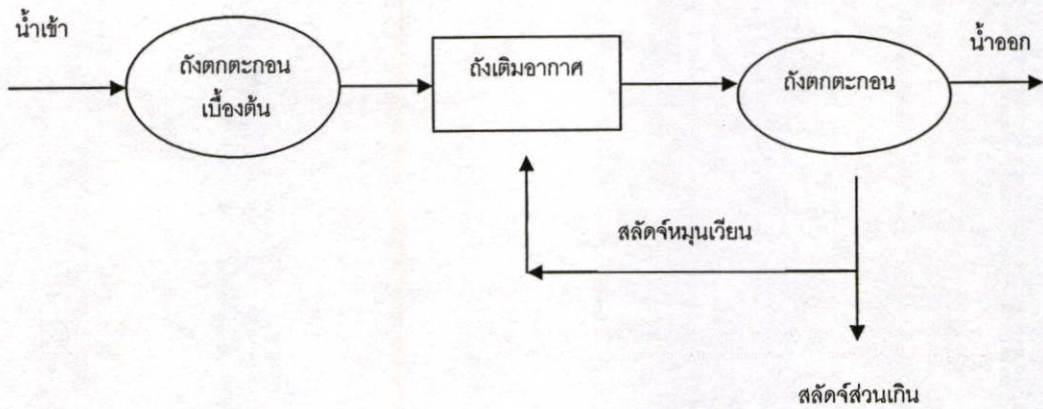 น้ำเข้า
ถังตกตะกอน
เบื้องต้น
ถังเติมอากาศ
ถังตกตะกอน
น้ำออก
สลัดจ์หมุนเวียน
สลัดจ์ส่วนเกิน